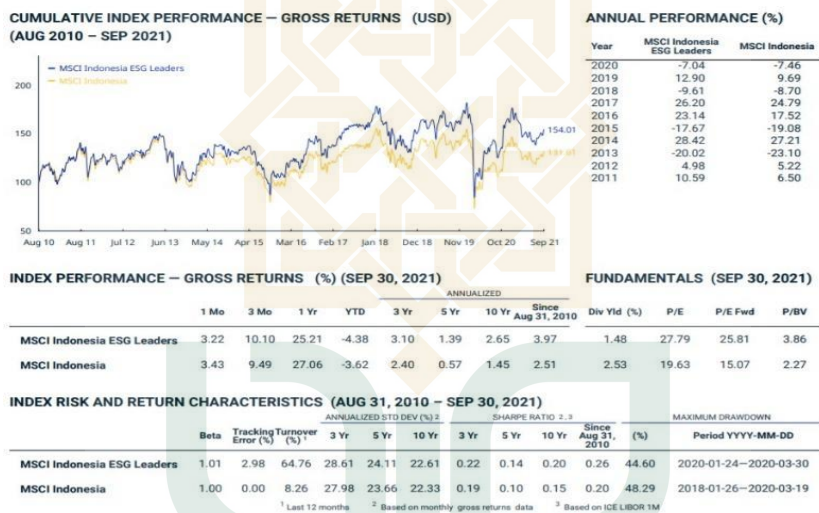 CUMULATIVE INDEX PERFORMANCE — GROSS RETURNS (USD)
(AUG 2010 – SEP 2021)
MSCI Indonesia ESG Leaders
MSCI Indonesia
200
150
100
50
154.01
Aug 10 Aug 11 Jul 12 Jun 13 May 14 Apr 15 Mar 16 Feb 17 Jan 18 Dec 18 Nov 19 Oct 20 Sep 21
ANNUAL PERFORMANCE (%)
Year MSCI Indonesia ESG Leaders MSCI Indonesia
2020 -7.04 -7.46
2019 12.90 9.69
2018 -9.61 -8.70
2017 26.20 24.79
2016 23.14 17.52
2015 -17.67 -19.08
2014 28.42 27.21
2013 -20.02 -23.10
2012 4.98 5.22
2011 10.59 6.50
INDEX PERFORMANCE — GROSS RETURNS (%) (SEP 30, 2021)
ANNUALIZED
1 Mo 3 Mo 1 Yr YTD 3 Yr 5 Yr 10 Yr Since Aug 31, 2010
MSCI Indonesia ESG Leaders 3.22 10.10 25.21 -4.38 3.10 1.39 2.65 3.97
MSCI Indonesia 3.43 9.49 27.06 -3.62 2.40 0.57 1.45 2.51
FUNDAMENTALS (SEP 30, 2021)
Div Yld (%) P/E P/E Fwd P/BV
1.48 27.79 25.81 3.86
2.53 19.63 15.07 2.27
INDEX RISK AND RETURN CHARACTERISTICS (AUG 31, 2010 – SEP 30, 2021)
ANNUALIZED STD DEV (%) 2 SHARPE RATIO 2,3 MAXIMUM DRAWDOWN
Beta Tracking Error (%) Turnover (%) 1 3 Yr 5 Yr 10 Yr 3 Yr 5 Yr 10 Yr Since Aug 31, 2010 (%) Period YYYY-MM-DD
MSCI Indonesia ESG Leaders 1.01 2.98 64.76 28.61 24.11 22.61 0.22 0.14 0.20 0.26 44.60 2020-01-24—2020-03-30
MSCI Indonesia 1.00 0.00 8.26 27.98 23.66 22.33 0.19 0.10 0.15 0.20 48.29 2018-01-26—2020-03-19
1 Last 12 months 2 Based on monthly gross returns data 3 Based on ICE LIBOR 1M